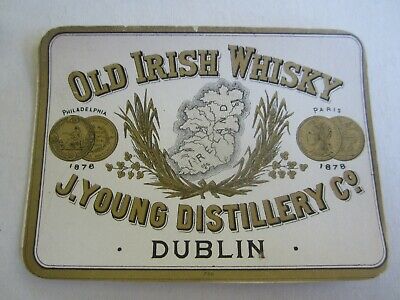 OLD IRISH WHISKY
PHILADELPHIA
1876
PARIS
1878
J. YOUNG DISTILLERY Co.
· DUBLIN ·